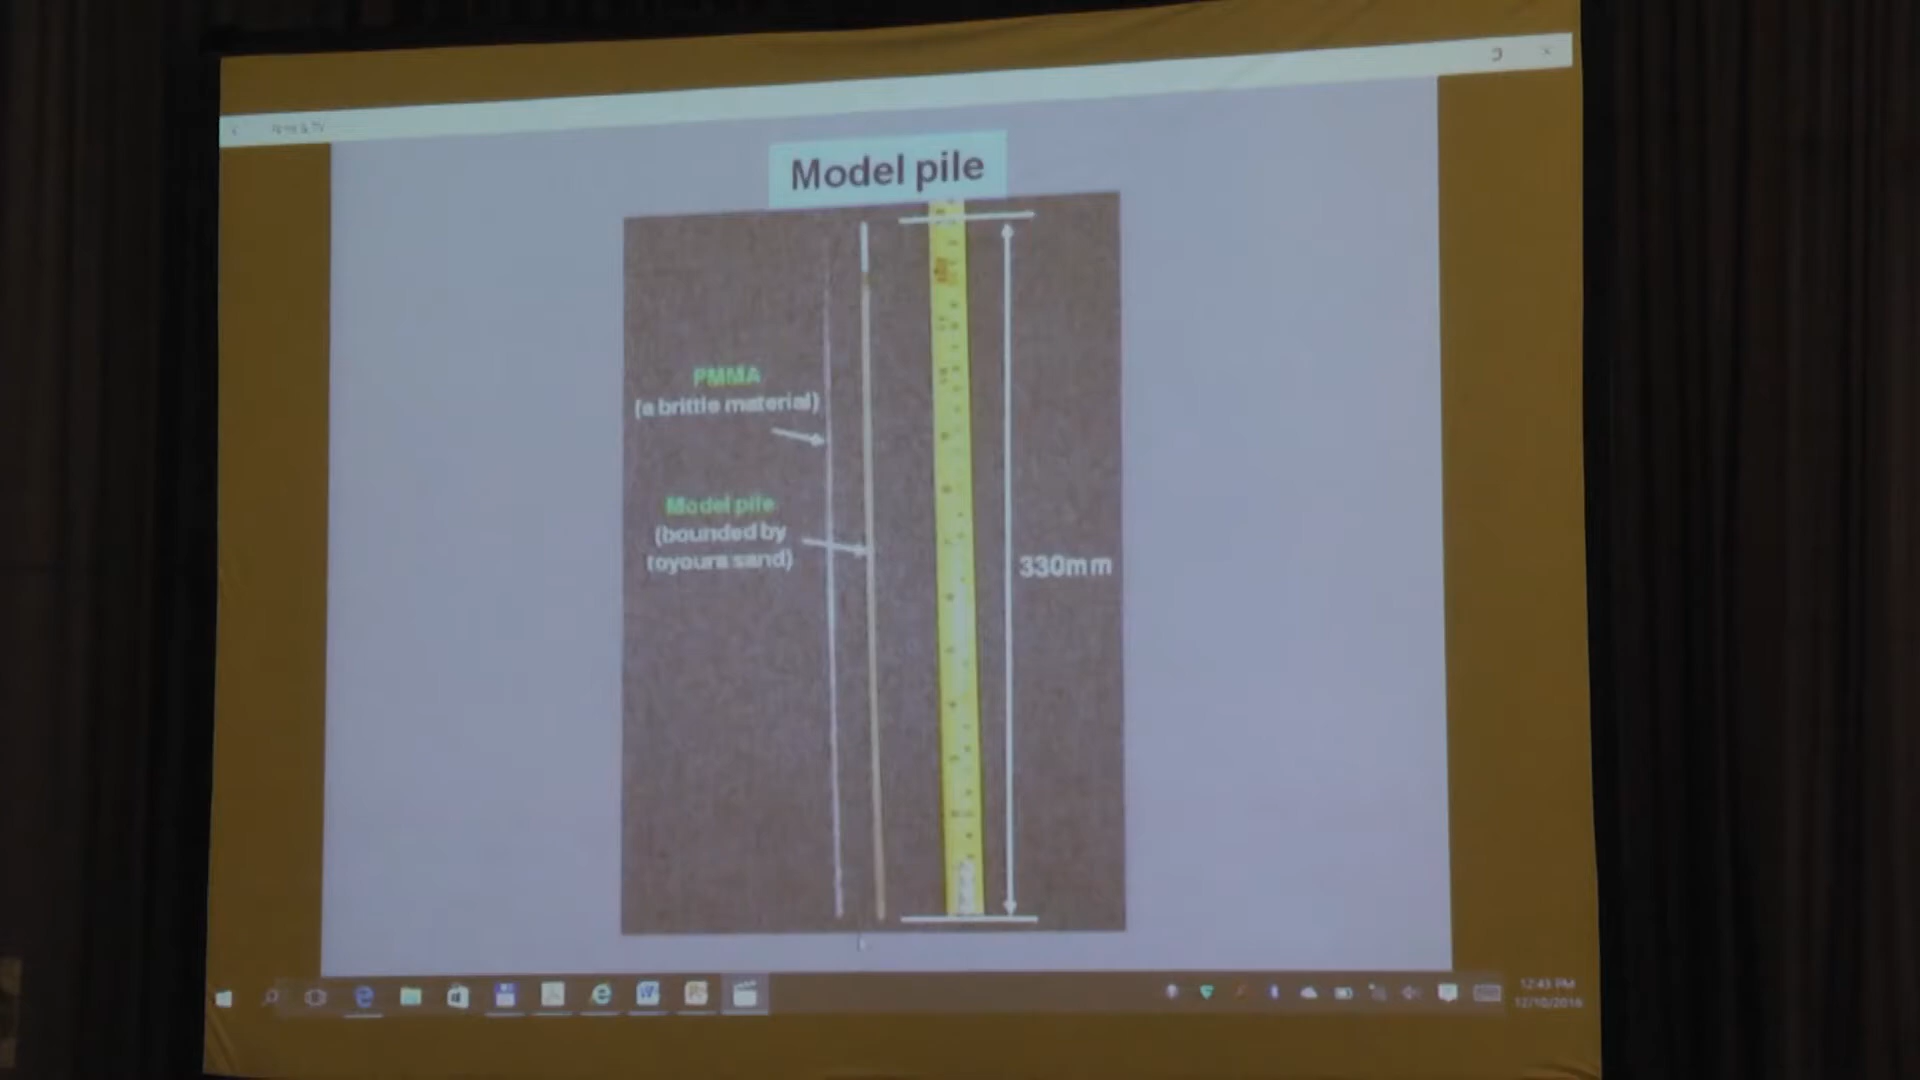 Model pile
PMMA
(a brittle material)
Model pile
(bounded by
toyoura sand)
330mm
12:43 PM
12/10/2016